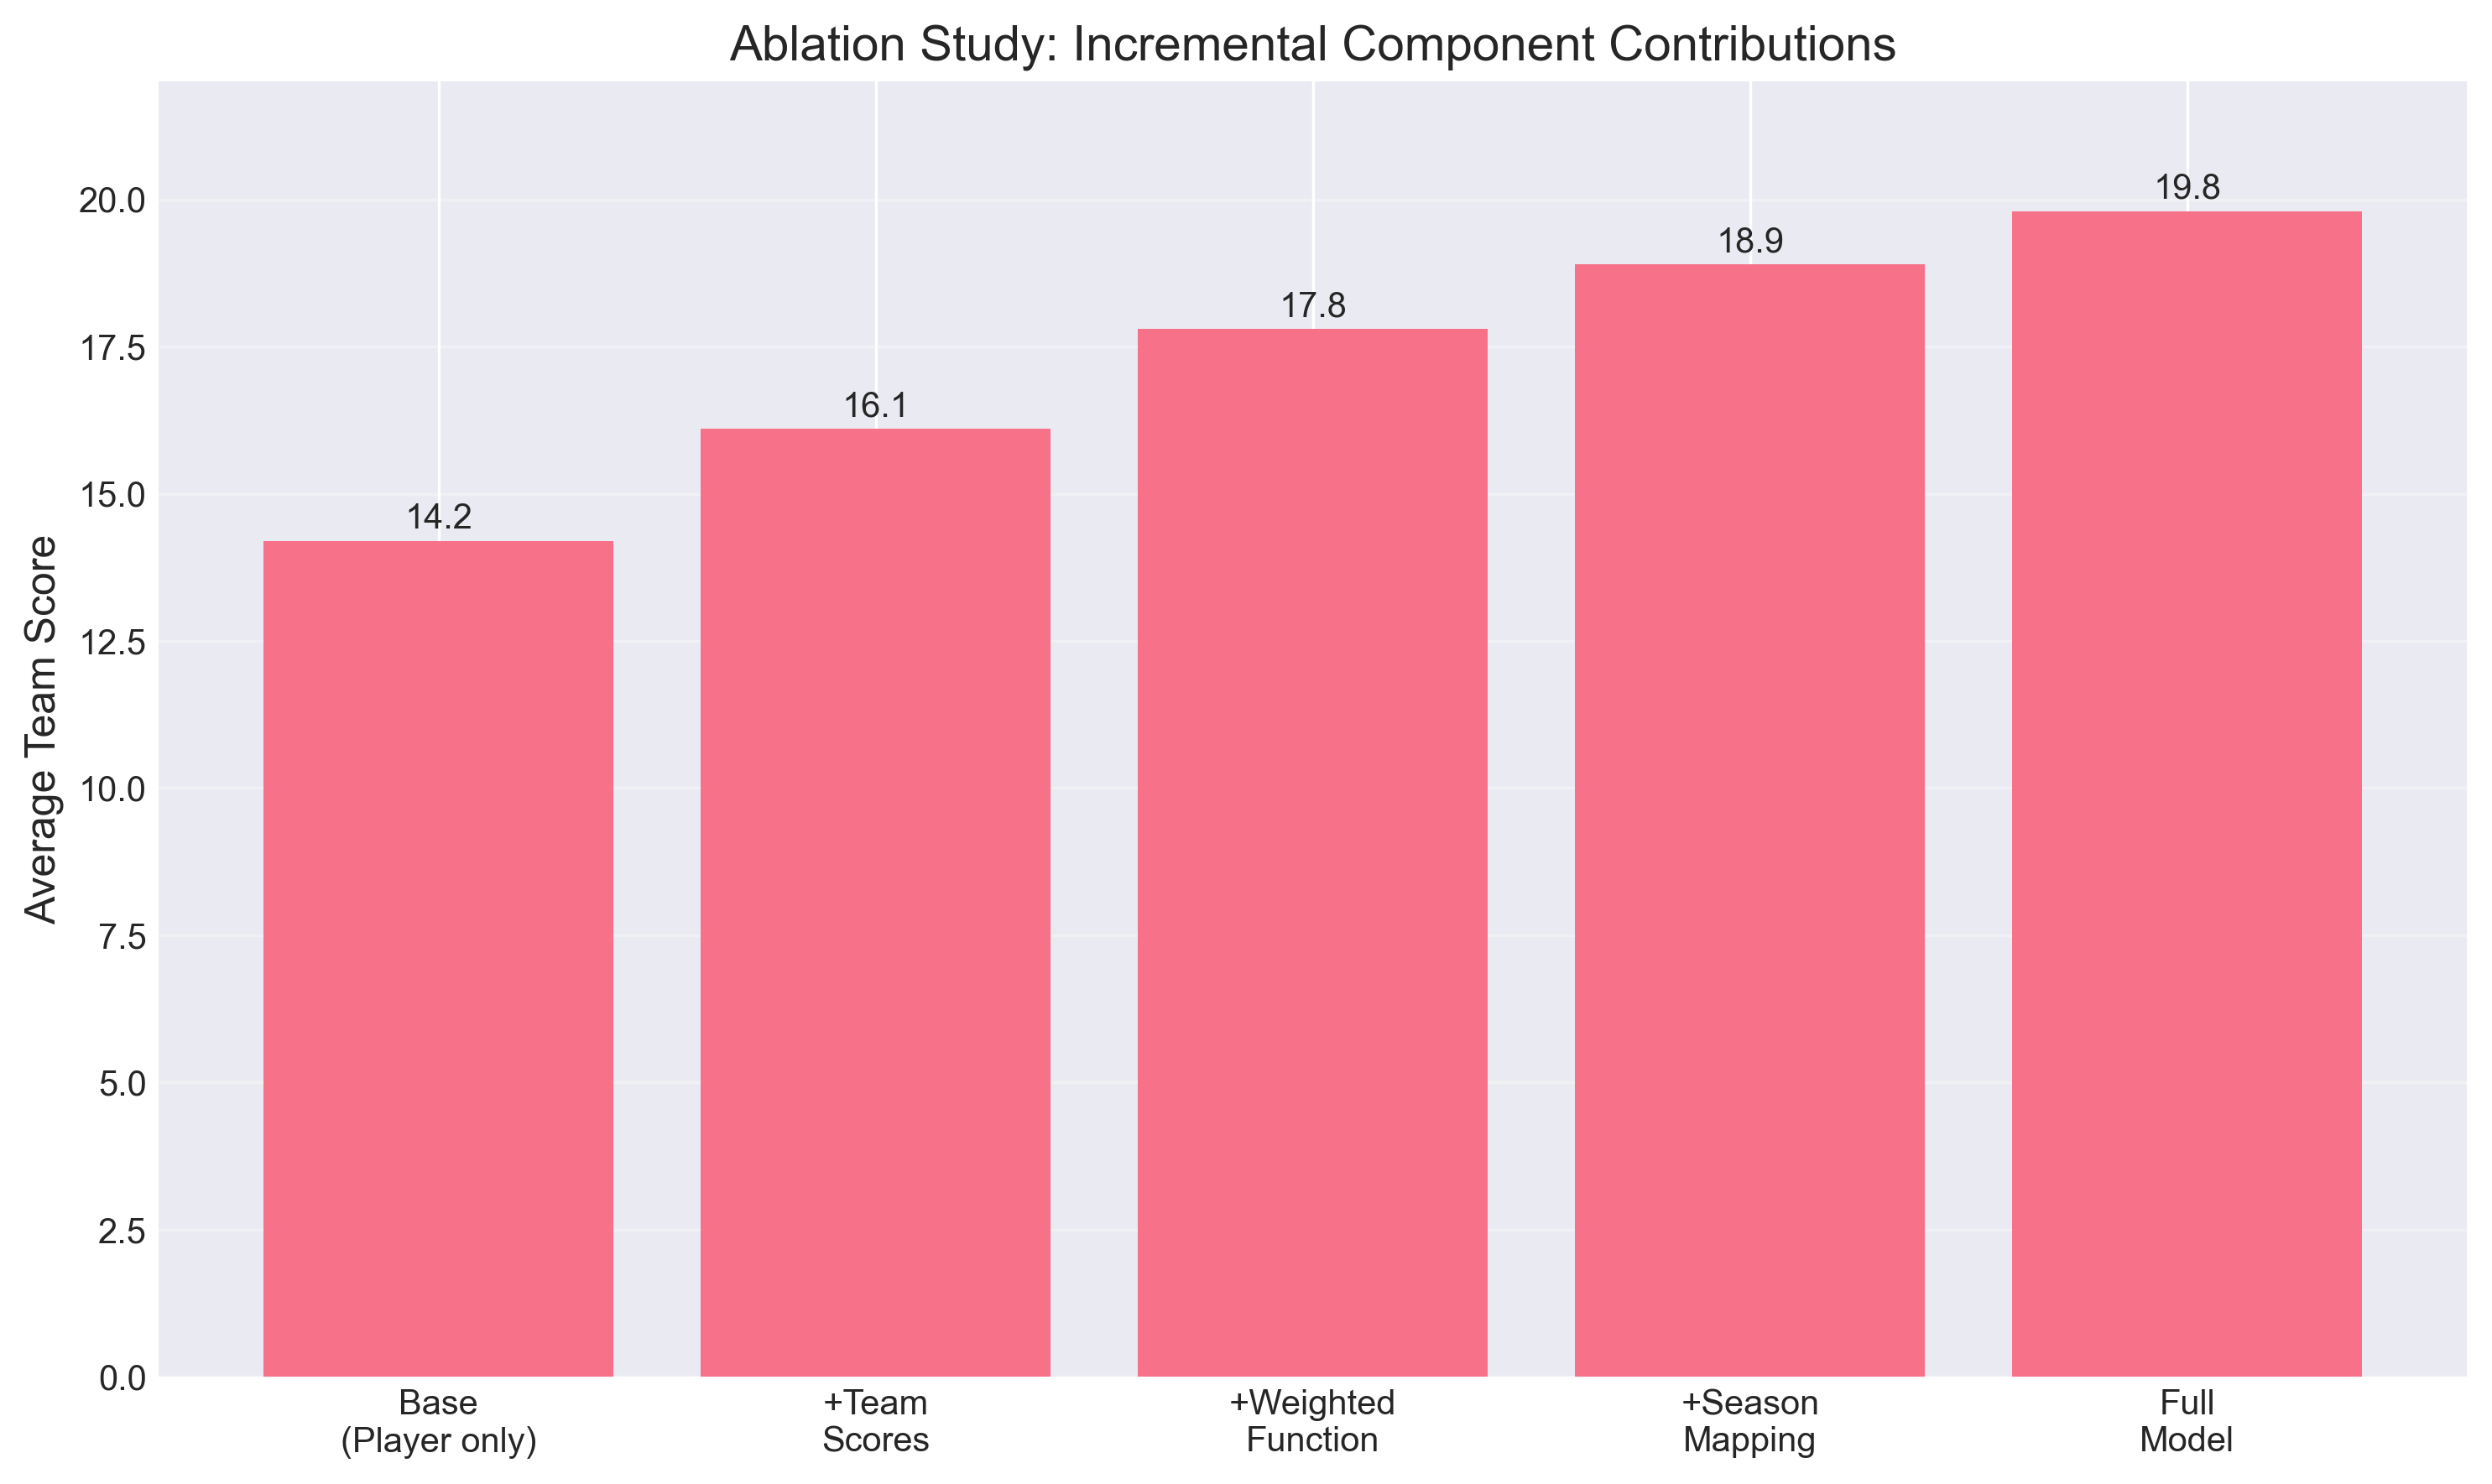 Ablation Study: Incremental Component Contributions
Average Team Score
20.0
17.5
15.0
12.5
10.0
7.5
5.0
2.5
0.0
14.2
16.1
17.8
18.9
19.8
Base
(Player only)
+Team
Scores
+Weighted
Function
+Season
Mapping
Full
Model